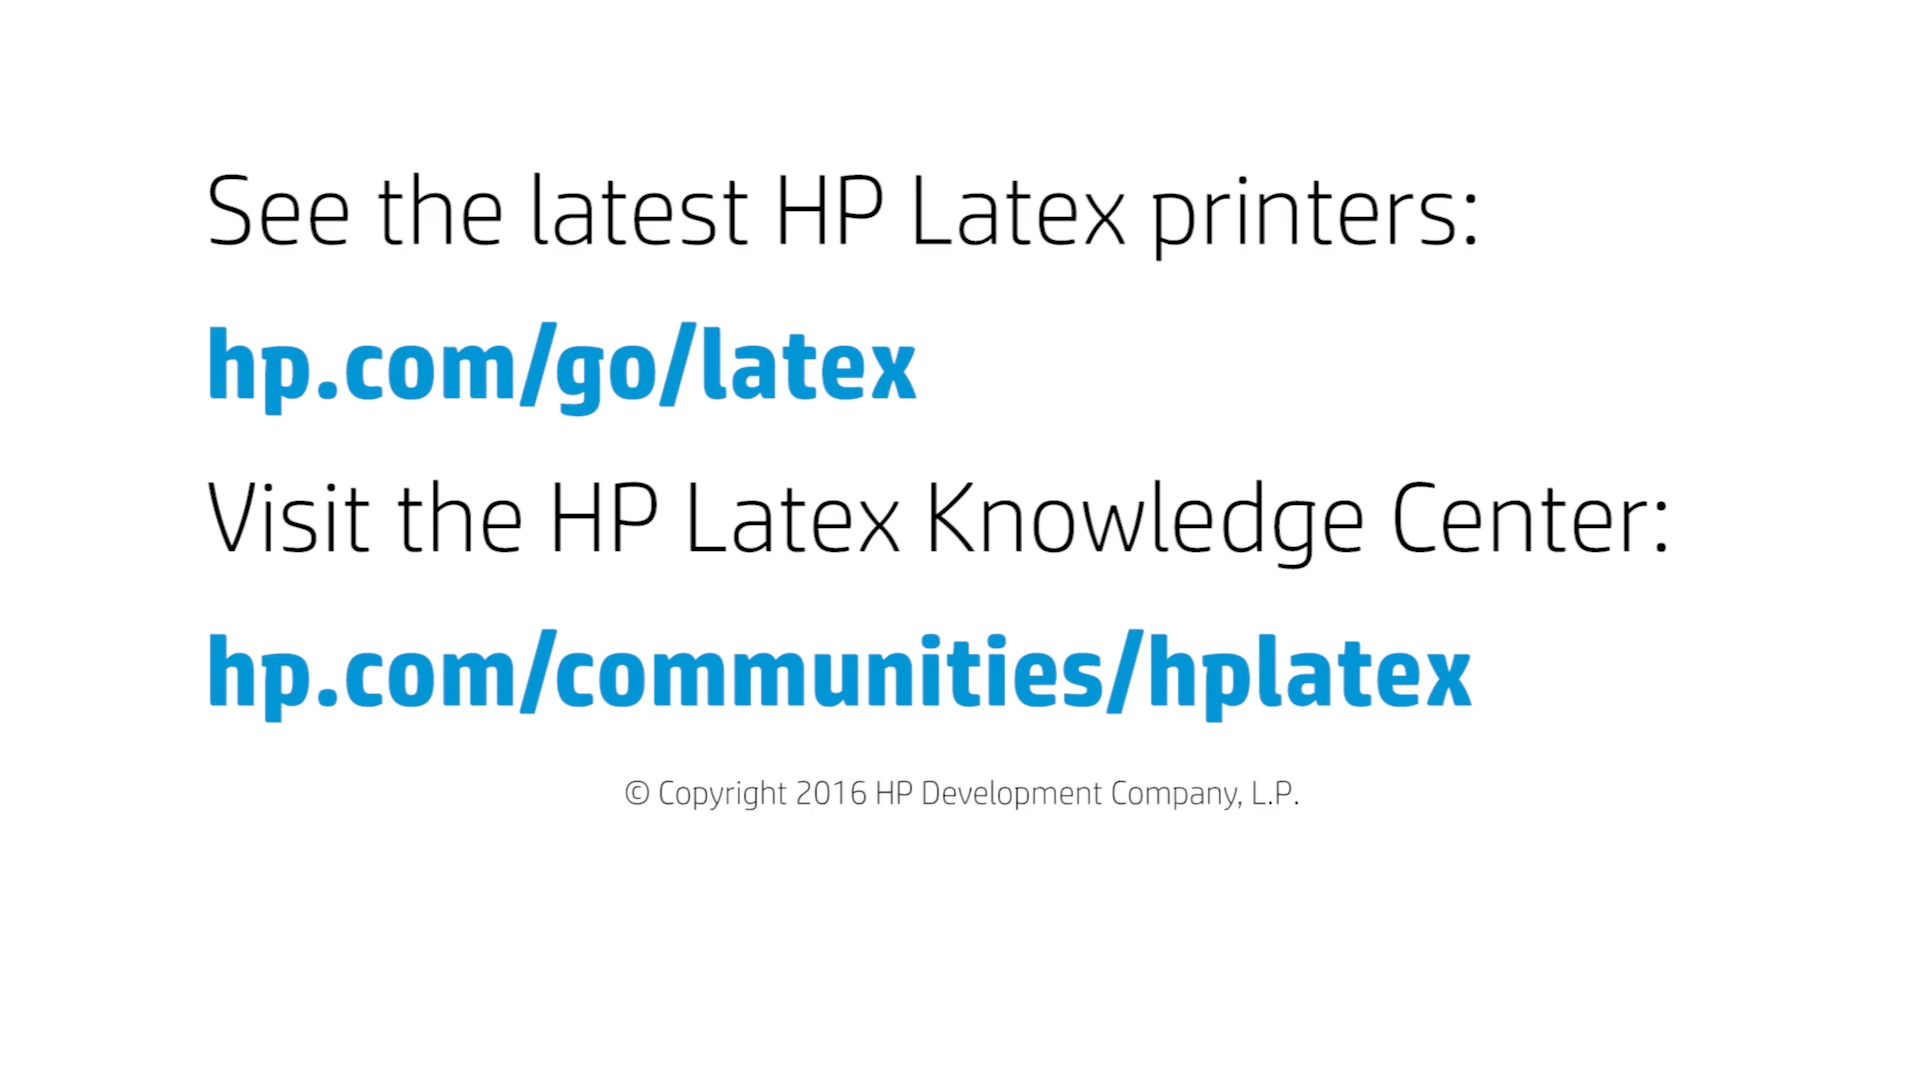 See the latest HP Latex printers:
hp.com/go/latex
Visit the HP Latex Knowledge Center:
hp.com/communities/hplatex
© Copyright 2016 HP Development Company, L.P.